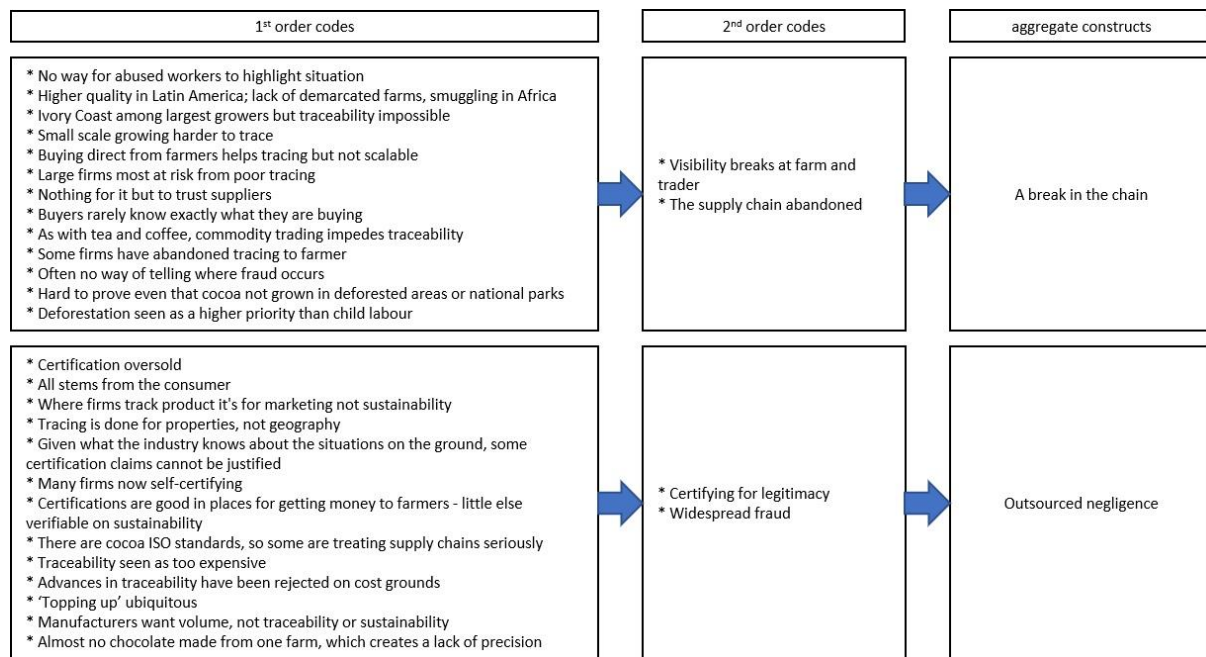 1st order codes
2nd order codes
aggregate constructs
* No way for abused workers to highlight situation
* Higher quality in Latin America; lack of demarcated farms, smuggling in Africa
* Ivory Coast among largest growers but traceability impossible
* Small scale growing harder to trace
* Buying direct from farmers helps tracing but not scalable
* Large firms most at risk from poor tracing
* Nothing for it but to trust suppliers
* Buyers rarely know exactly what they are buying
* As with tea and coffee, commodity trading impedes traceability
* Some firms have abandoned tracing to farmer
* Often no way of telling where fraud occurs
* Hard to prove even that cocoa not grown in deforested areas or national parks
* Deforestation seen as a higher priority than child labour
* Visibility breaks at farm and
trader
* The supply chain abandoned
A break in the chain
* Certification oversold
* All stems from the consumer
* Where firms track product it's for marketing not sustainability
* Tracing is done for properties, not geography
* Given what the industry knows about the situations on the ground, some
certification claims cannot be justified
* Many firms now self-certifying
* Certifications are good in places for getting money to farmers - little else
verifiable on sustainability
* There are cocoa ISO standards, so some are treating supply chains seriously
* Traceability seen as too expensive
* Advances in traceability have been rejected on cost grounds
* ‘Topping up’ ubiquitous
* Manufacturers want volume, not traceability or sustainability
* Almost no chocolate made from one farm, which creates a lack of precision
* Certifying for legitimacy
* Widespread fraud
Outsourced negligence